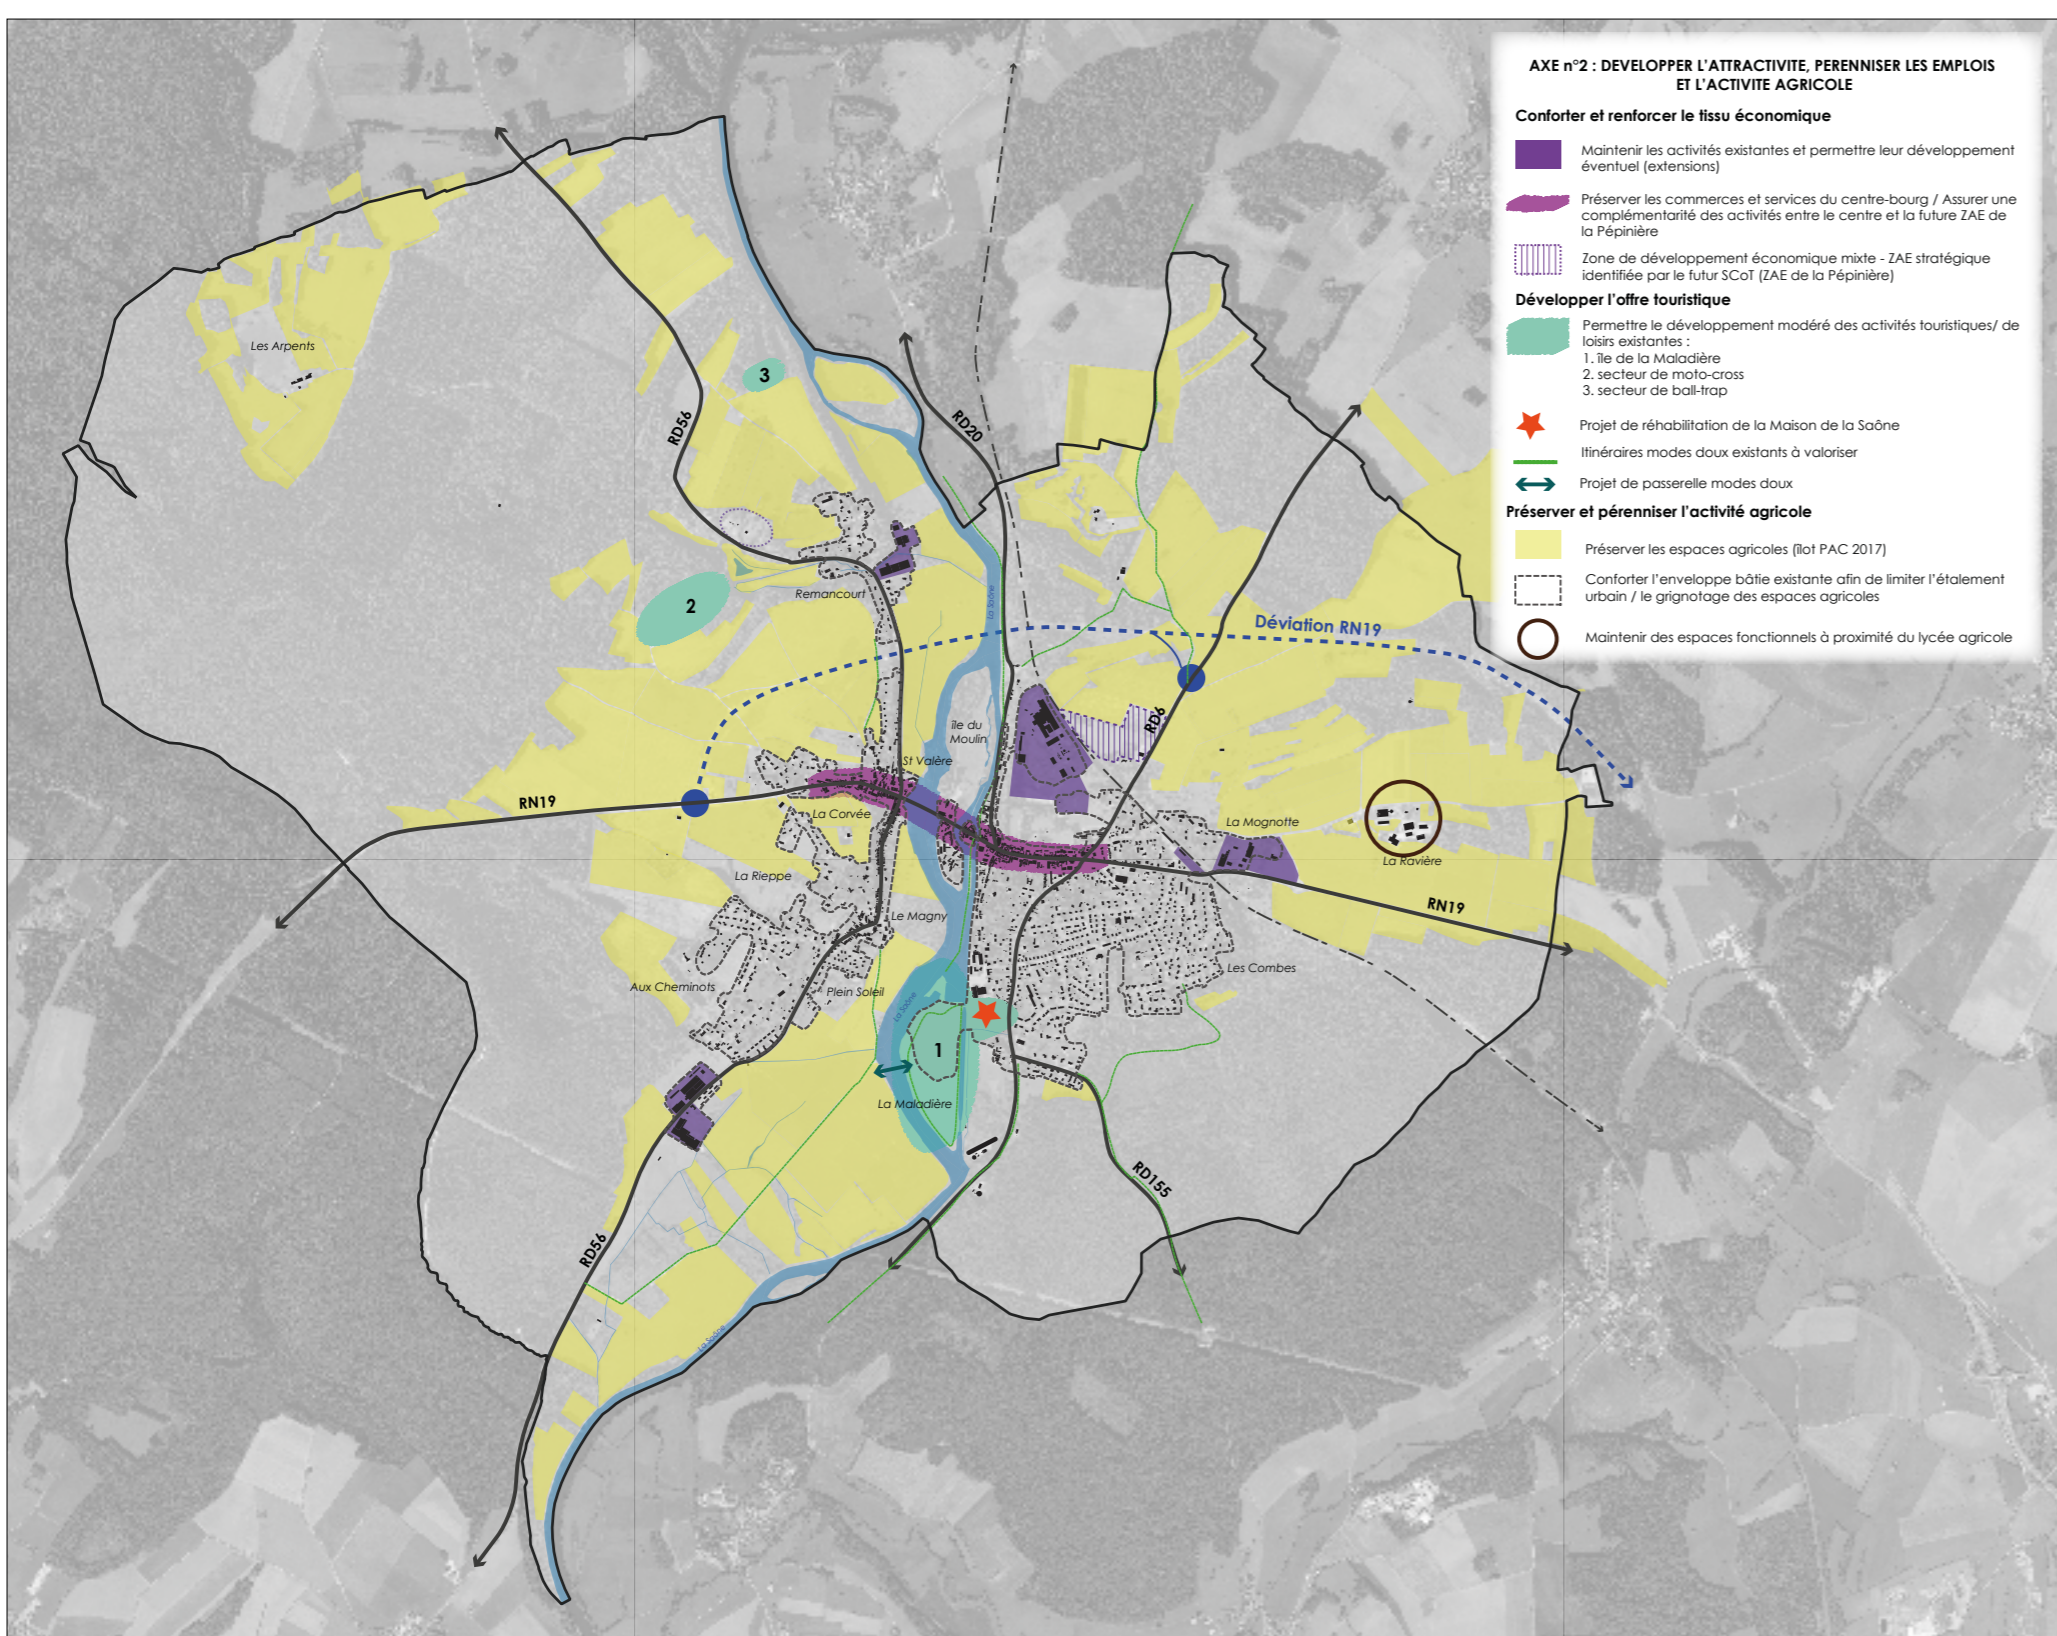 AXE n°2 : DEVELOPPER L'ATTRACTIVITE, PERENNISER LES EMPLOIS
ET L'ACTIVITE AGRICOLE
Conforter et renforcer le tissu économique
Maintenir les activités existantes et permettre leur développement
éventuel (extensions)
Préserver les commerces et services du centre-bourg / Assurer une
complémentarité des activités entre le centre et la future ZAE de
la Pépinière
Zone de développement économique mixte - ZAE stratégique
identifiée par le futur SCoT (ZAE de la Pépinière)
Développer l'offre touristique
Permettre le développement modéré des activités touristiques/ de
loisirs existantes :
1. île de la Maladière
2. secteur de moto-cross
3. secteur de ball-trap
Projet de réhabilitation de la Maison de la Saône
Itinéraires modes doux existants à valoriser
Projet de passerelle modes doux
Préserver et pérenniser l'activité agricole
Préserver les espaces agricoles (îlot PAC 2017)
Conforter l'enveloppe bâtie existante afin de limiter l'étalement
urbain / le grignotage des espaces agricoles
Maintenir des espaces fonctionnels à proximité du lycée agricole
Les Arpents
3
RD56
RD20
Remancourt
2
La Saône
Déviation RN19
île du
Moulin
RD6
St Valère
RN19
La Corvée
La Mognotte
La Ravière
La Rieppe
RN19
Le Magny
Les Combes
Aux Cheminots
Plein Soleil
La Saône
1
La Maladière
RD155
RD56
La Saône